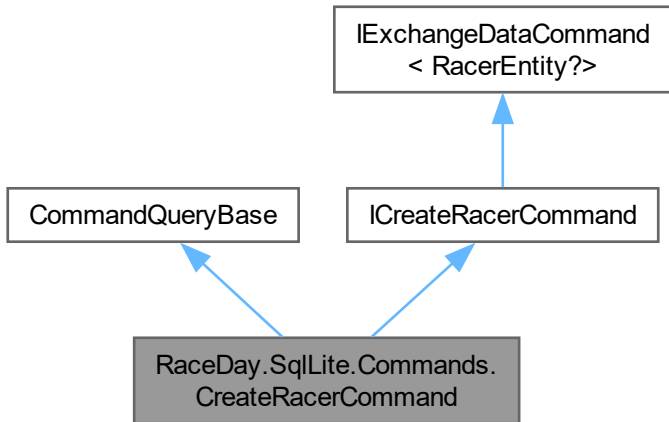 IExchangeDataCommand
< RacerEntity?>
CommandQueryBase
ICreateRacerCommand
RaceDay.SqlLite.Commands.
CreateRacerCommand